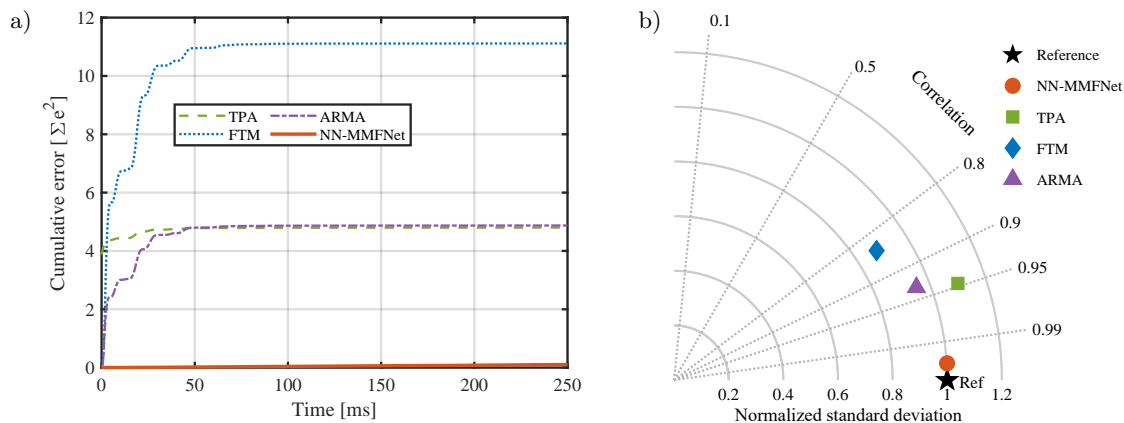 a)
12
10
8
6
4
2
0
Cumulative error [ Σ e²]
TPA
ARMA
FTM
NN-MMFNet
0
50
100
150
200
250
Time [ms]
b)
0.1
0.5
Correlation
0.8
0.9
0.95
0.99
Reference
NN-MMFNet
TPA
FTM
ARMA
Ref
0.2
0.4
0.6
0.8
1
1.2
Normalized standard deviation